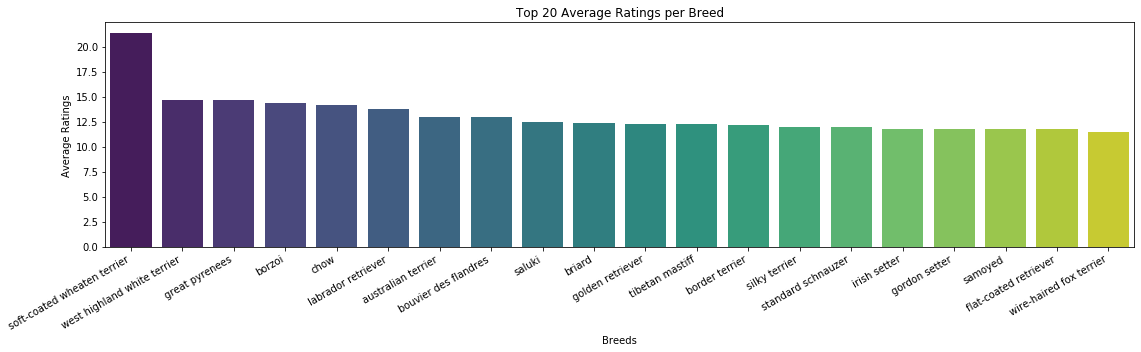 Top 20 Average Ratings per Breed
Average Ratings
20.0
17.5
15.0
12.5
10.0
7.5
5.0
2.5
0.0
soft-coated wheaten terrier
west highland white terrier
great pyrenees
borzoi
chow
labrador retriever
australian terrier
bouvier des flandres
saluki
briard
golden retriever
tibetan mastiff
border terrier
silky terrier
standard schnauzer
irish setter
gordon setter
samoyed
flat-coated retriever
wire-haired fox terrier
Breeds